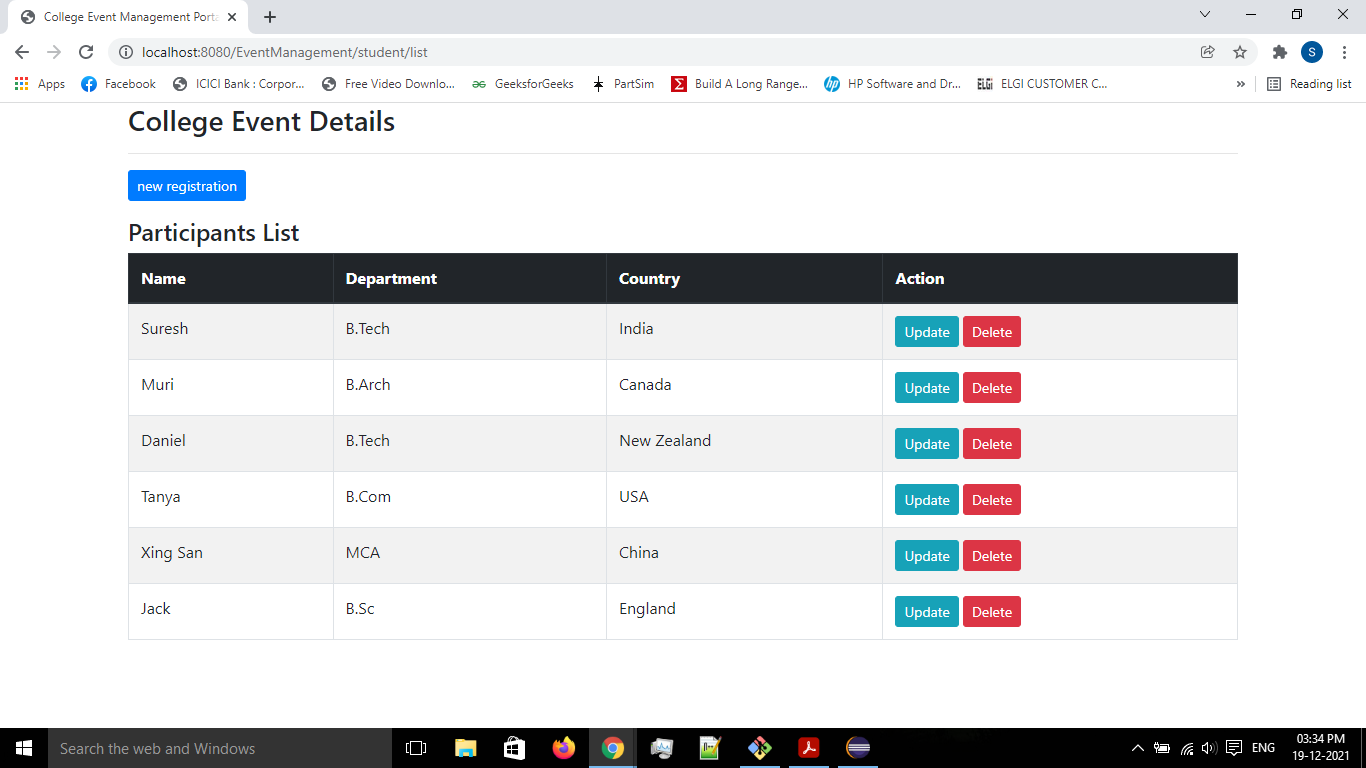 College Event Management Porta
localhost:8080/EventManagement/student/list
S
Apps Facebook ICICI Bank : Corpor... Free Video Downlo... GeeksforGeeks PartSim Build A Long Range... HP Software and Dr... ELGI ELGI CUSTOMER C... » Reading list
College Event Details
new registration
Participants List
Name Department Country Action
Suresh B.Tech India Update Delete
Muri B.Arch Canada Update Delete
Daniel B.Tech New Zealand Update Delete
Tanya B.Com USA Update Delete
Xing San MCA China Update Delete
Jack B.Sc England Update Delete
Search the web and Windows
ENG
03:34 PM
19-12-2021